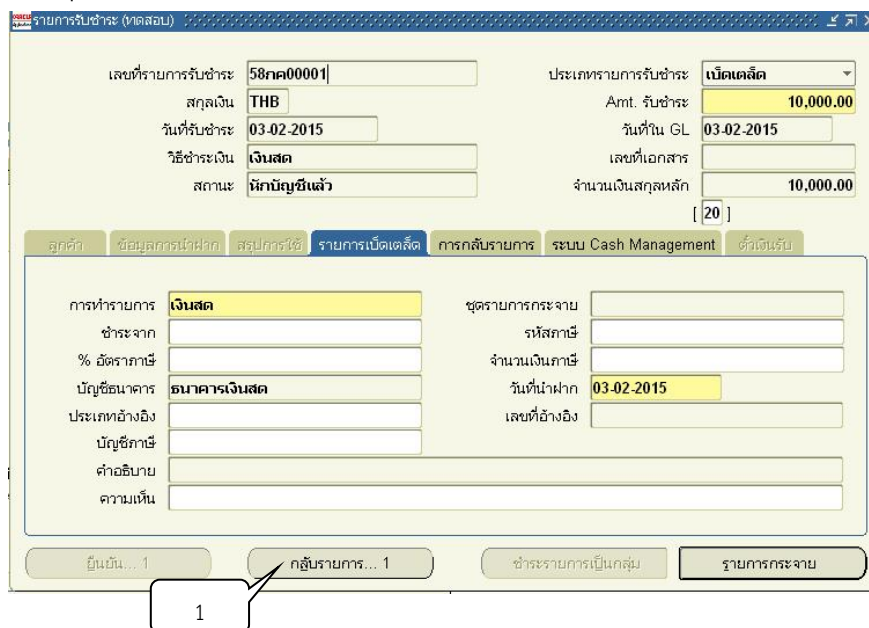 รายการรับชำระ (ทดสอบ)
เลขที่รายการรับชำระ 58กค00001 ประเภทรายการรับชำระ เบ็ดเตล็ด
สกุลเงิน THB Amt. รับชำระ 10,000.00
วันที่รับชำระ 03-02-2015 วันที่ใน GL 03-02-2015
วิธีชำระเงิน เงินสด เลขที่เอกสาร
สถานะ หักบัญชีแล้ว จำนวนเงินสกุลหลัก 10,000.00
[ 20 ]
ลูกค้า ข้อมูลการนำฝาก สรุปการใช้ รายการเบ็ดเตล็ด การกลับรายการ ระบบ Cash Management ตั๋วเงินรับ
การทำรายการ เงินสด ชุดรายการกระจาย
ชำระจาก รหัสภาษี
% อัตราภาษี จำนวนเงินภาษี
บัญชีธนาคาร ธนาคารเงินสด วันที่นำฝาก 03-02-2015
ประเภทอ้างอิง เลขที่อ้างอิง
บัญชีภาษี
คำอธิบาย
ความเห็น
ยืนยัน... 1 กลับรายการ... 1 ชำระรายการเป็นกลุ่ม รายการกระจาย
1